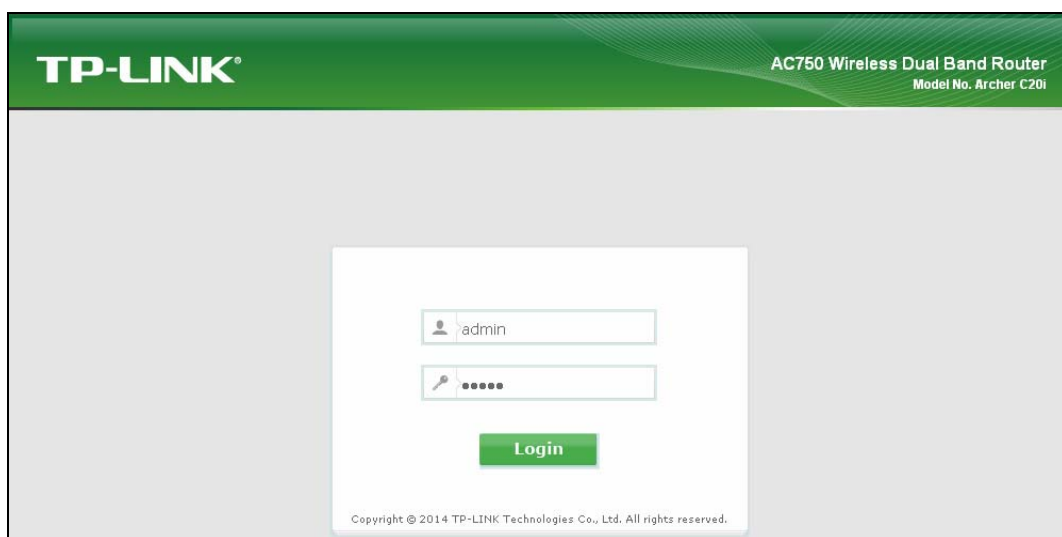 TP-LINK®
AC750 Wireless Dual Band Router
Model No. Archer C20i
admin
●●●●●
Login
Copyright © 2014 TP-LINK Technologies Co., Ltd. All rights reserved.